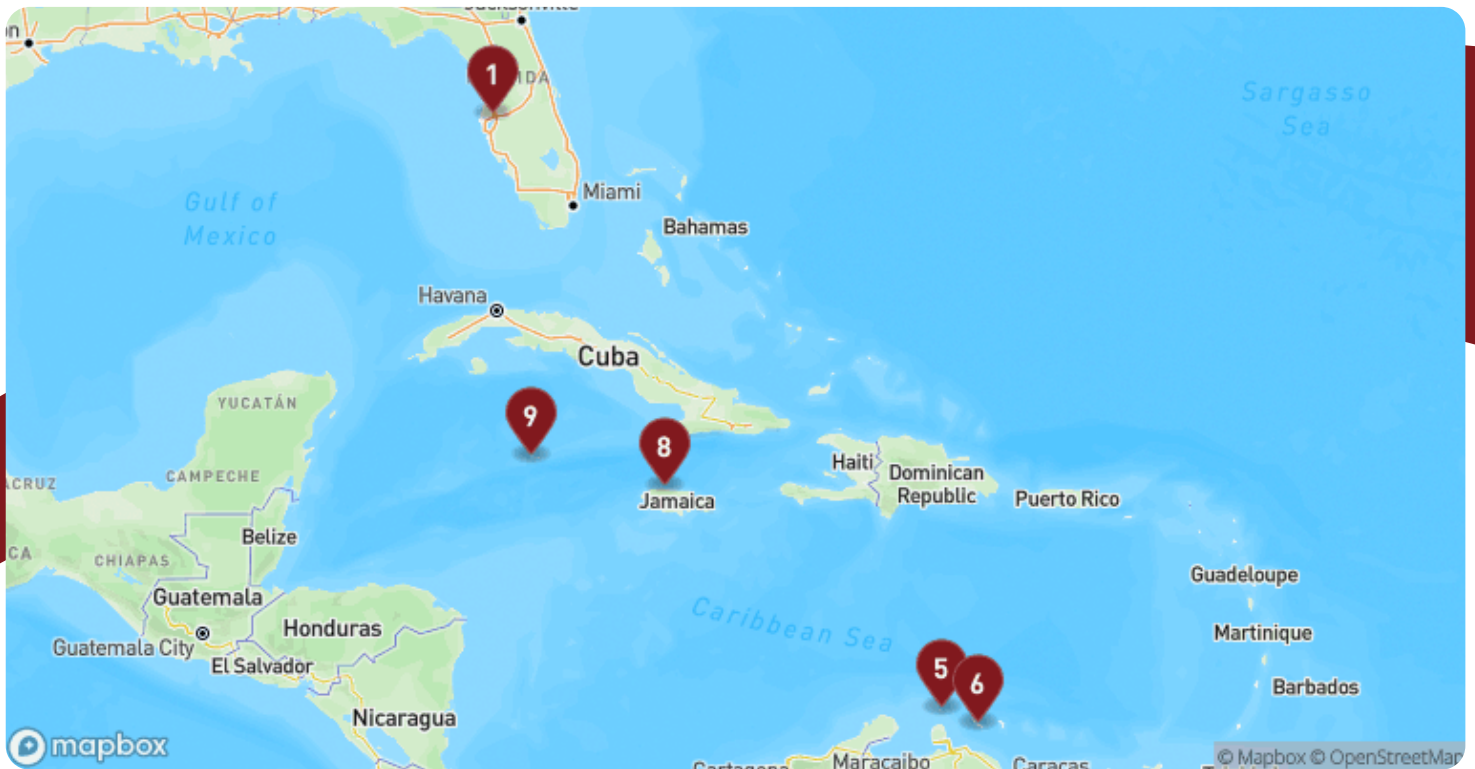 Jacksonville
1
Miami
Sargasso
Sea
Gulf of
Mexico
Bahamas
Havana
Cuba
YUCATÁN
9
8
CAMPECHE
Jamaica
Haiti
Dominican
Republic
Puerto Rico
Belize
CHIAPAS
Guatemala
Guatemala City
Honduras
El Salvador
Nicaragua
Caribbean Sea
Guadeloupe
Martinique
Barbados
5
6
Maracaibo
Caracas
Cartagena
mapbox
© Mapbox © OpenStreetMap